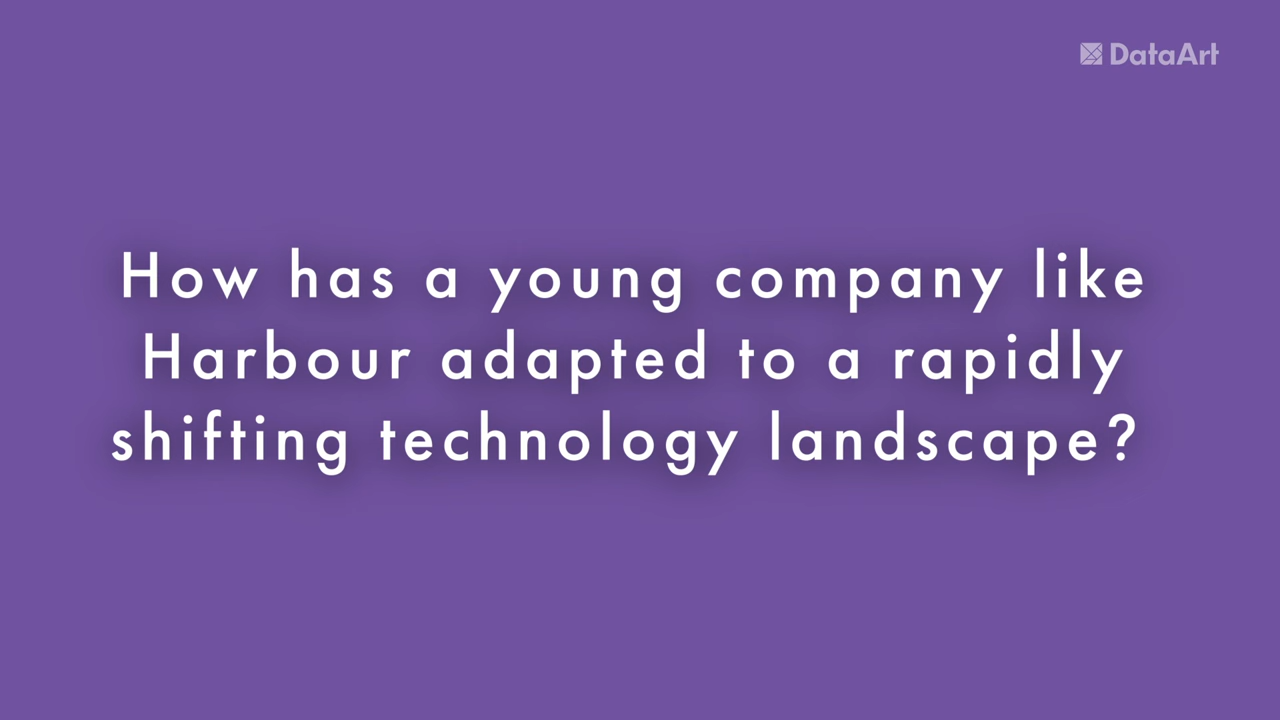 DataArt
How has a young company like
Harbour adapted to a rapidly
shifting technology landscape?